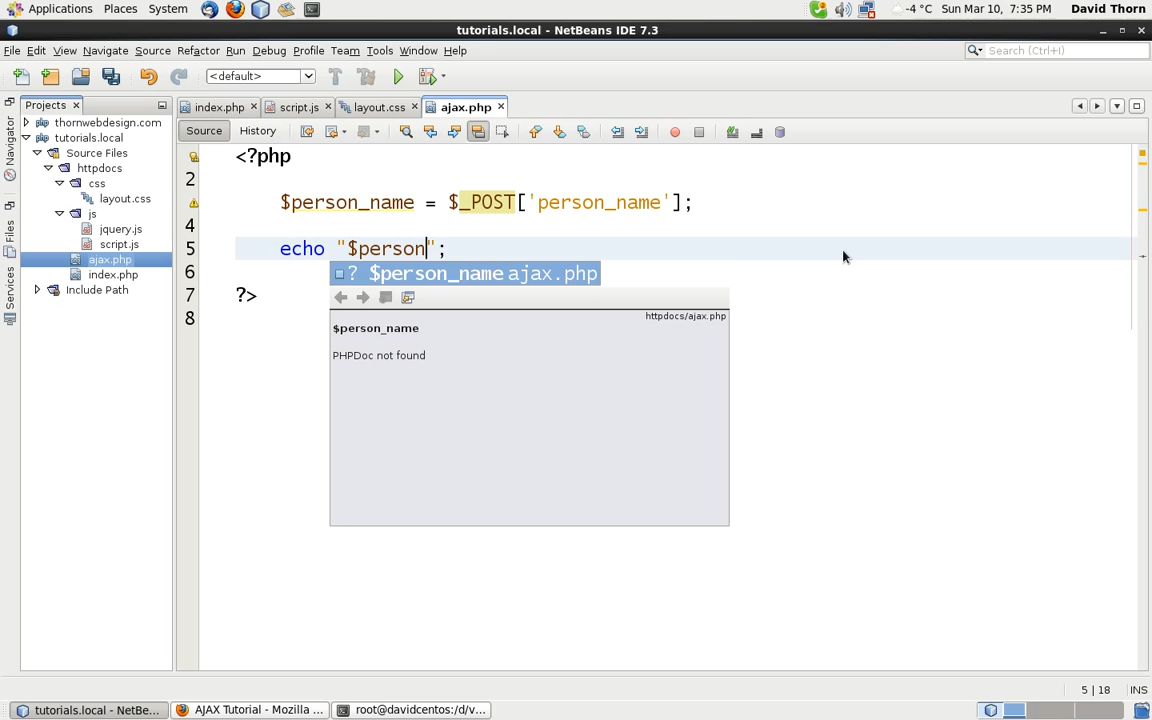 Applications Places System -4 °C Sun Mar 10, 7:35 PM David Thorn
tutorials.local - NetBeans IDE 7.3
File Edit View Navigate Source Refactor Run Debug Profile Team Tools Window Help Search (Ctrl+I)
<default>
Projects index.php script.js layout.css ajax.php
Navigator
Files
Services
thornwebdesign.com
tutorials.local
Source Files
httpdocs
css
layout.css
js
jquery.js
script.js
ajax.php
index.php
Include Path
Source History
<?php
2
$person_name = $_POST['person_name'];
4
5 echo "$person";
6
7 ?>
8
? $person_name ajax.php
httpdocs/ajax.php
$person_name
PHPDoc not found
5 | 18 INS
tutorials.local - NetBe... AJAX Tutorial - Mozilla ... root@davidcentos:/d/v...